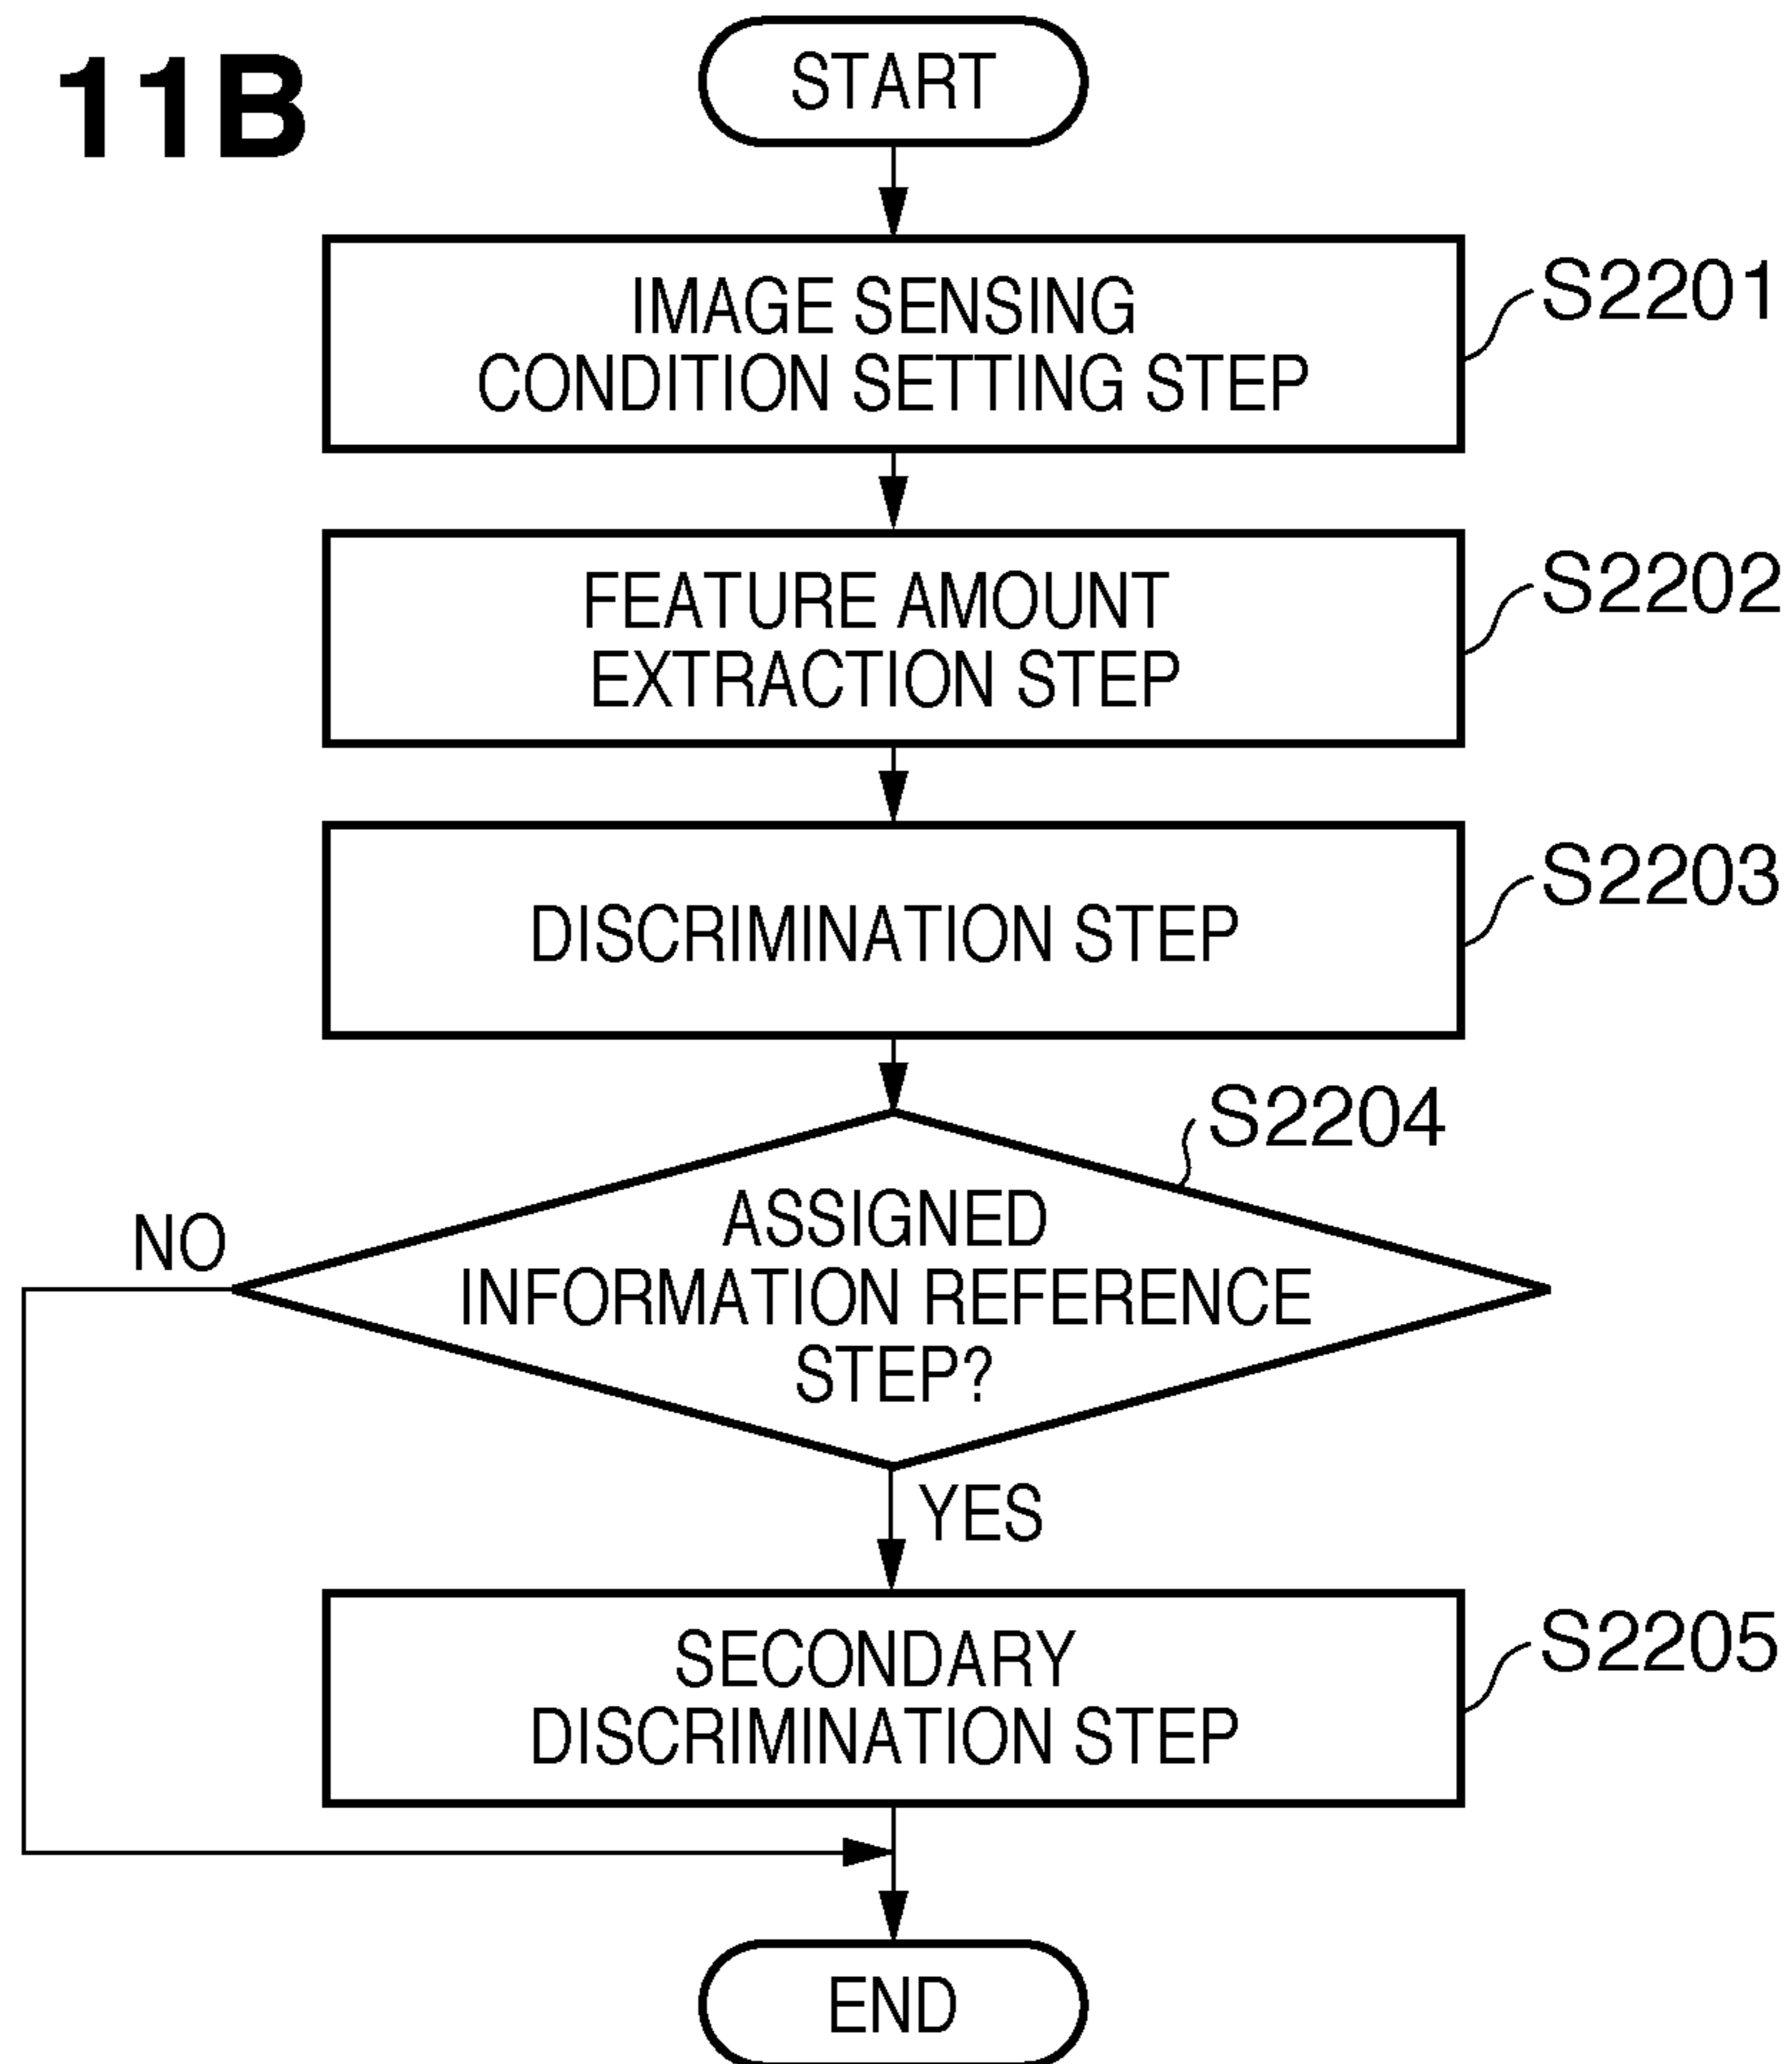 11B
START
IMAGE SENSING
CONDITION SETTING STEP
S2201
FEATURE AMOUNT
EXTRACTION STEP
S2202
DISCRIMINATION STEP
S2203
S2204
NO
ASSIGNED
INFORMATION REFERENCE
STEP?
YES
SECONDARY
DISCRIMINATION STEP
S2205
END